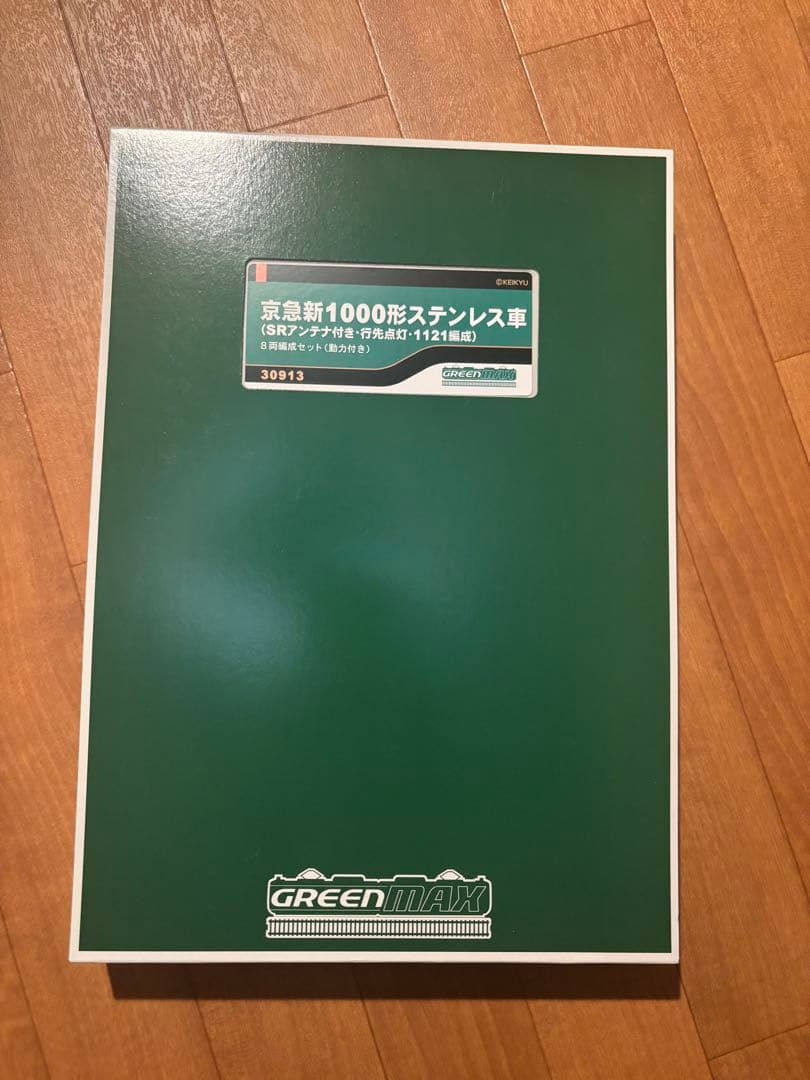 ©KEIKYU
京急新1000形ステンレス車
(SRアンテナ付き・行先点灯・1121編成)
8両編成セット(動力付き)
30913
GREENMAX
GREENMAX